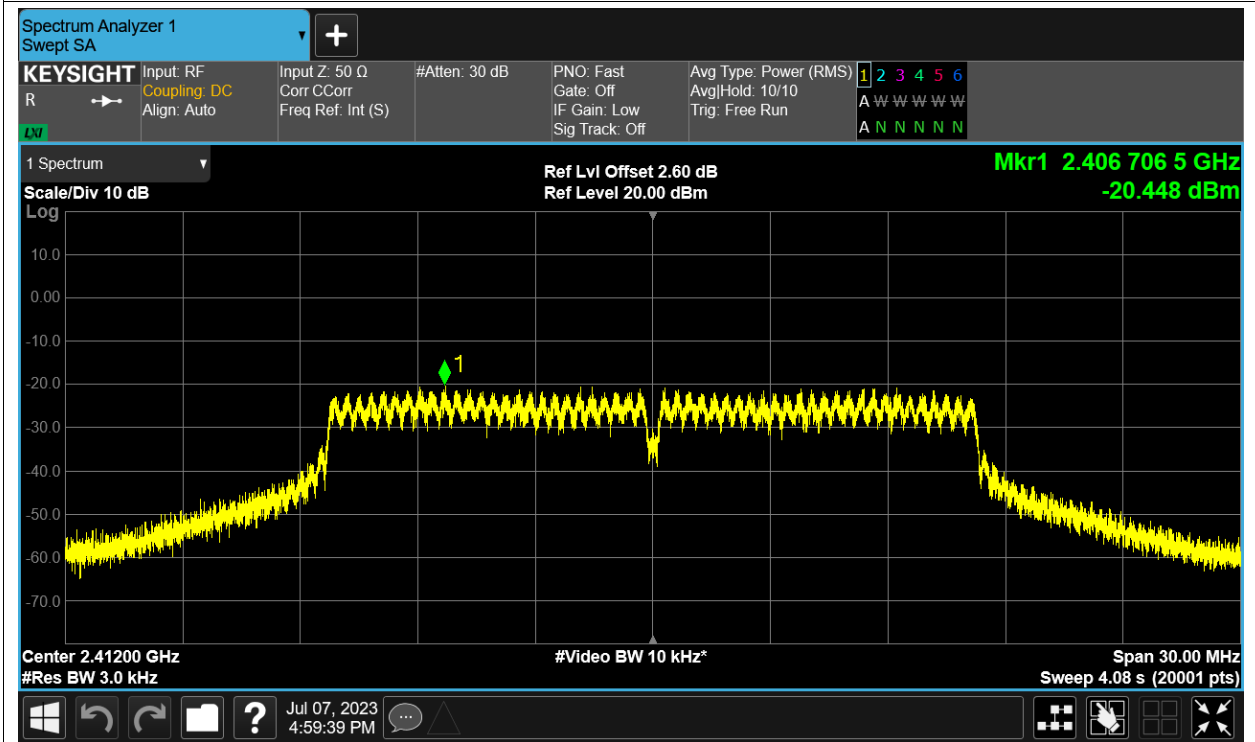 Spectrum Analyzer 1
Swept SA
+
KEYSIGHT
R
LXI
Input: RF
Coupling: DC
Align: Auto
Input Z: 50 Ω
Corr CCorr
Freq Ref: Int (S)
#Atten: 30 dB
PNO: Fast
Gate: Off
IF Gain: Low
Sig Track: Off
Avg Type: Power (RMS)
Avg|Hold: 10/10
Trig: Free Run
1 2 3 4 5 6
A W W W W W
A N N N N N
1 Spectrum
Scale/Div 10 dB
Log
Ref Lvl Offset 2.60 dB
Ref Level 20.00 dBm
Mkr1 2.406 706 5 GHz
-20.448 dBm
10.0
0.00
-10.0
1
-20.0
-30.0
-40.0
-50.0
-60.0
-70.0
Center 2.41200 GHz
#Res BW 3.0 kHz
#Video BW 10 kHz*
Span 30.00 MHz
Sweep 4.08 s (20001 pts)
?
Jul 07, 2023
4:59:39 PM